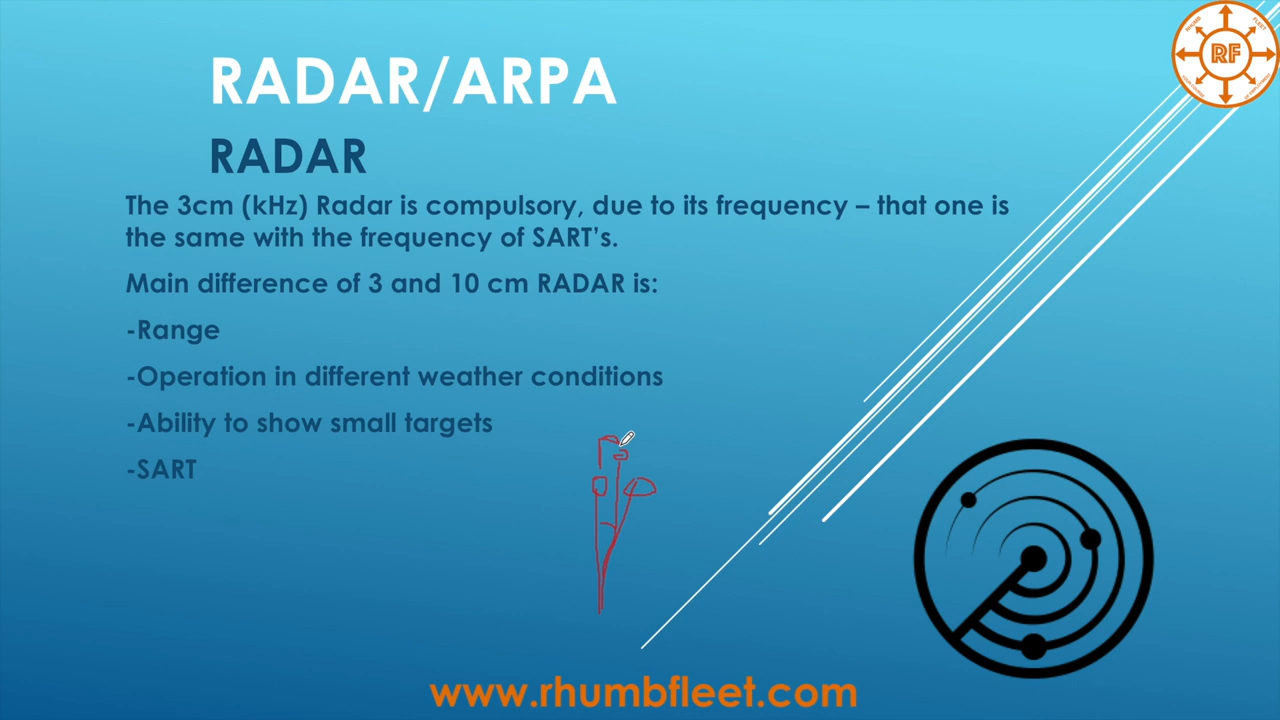 RADAR/ARPA
RADAR
The 3cm (kHz) Radar is compulsory, due to its frequency – that one is
the same with the frequency of SART's.
Main difference of 3 and 10 cm RADAR is:
-Range
-Operation in different weather conditions
-Ability to show small targets
-SART
www.rhumbfleet.com
RHUMB
FLEET
RF